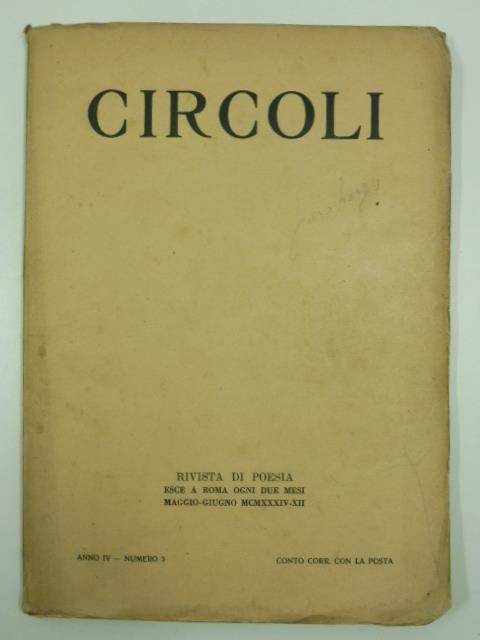 CIRCOLI
RIVISTA DI POESIA
ESCE A ROMA OGNI DUE MESI
MAGGIO-GIUGNO MCMXXXIV-XII
ANNO IV — NUMERO 3
CONTO CORR. CON LA POSTA